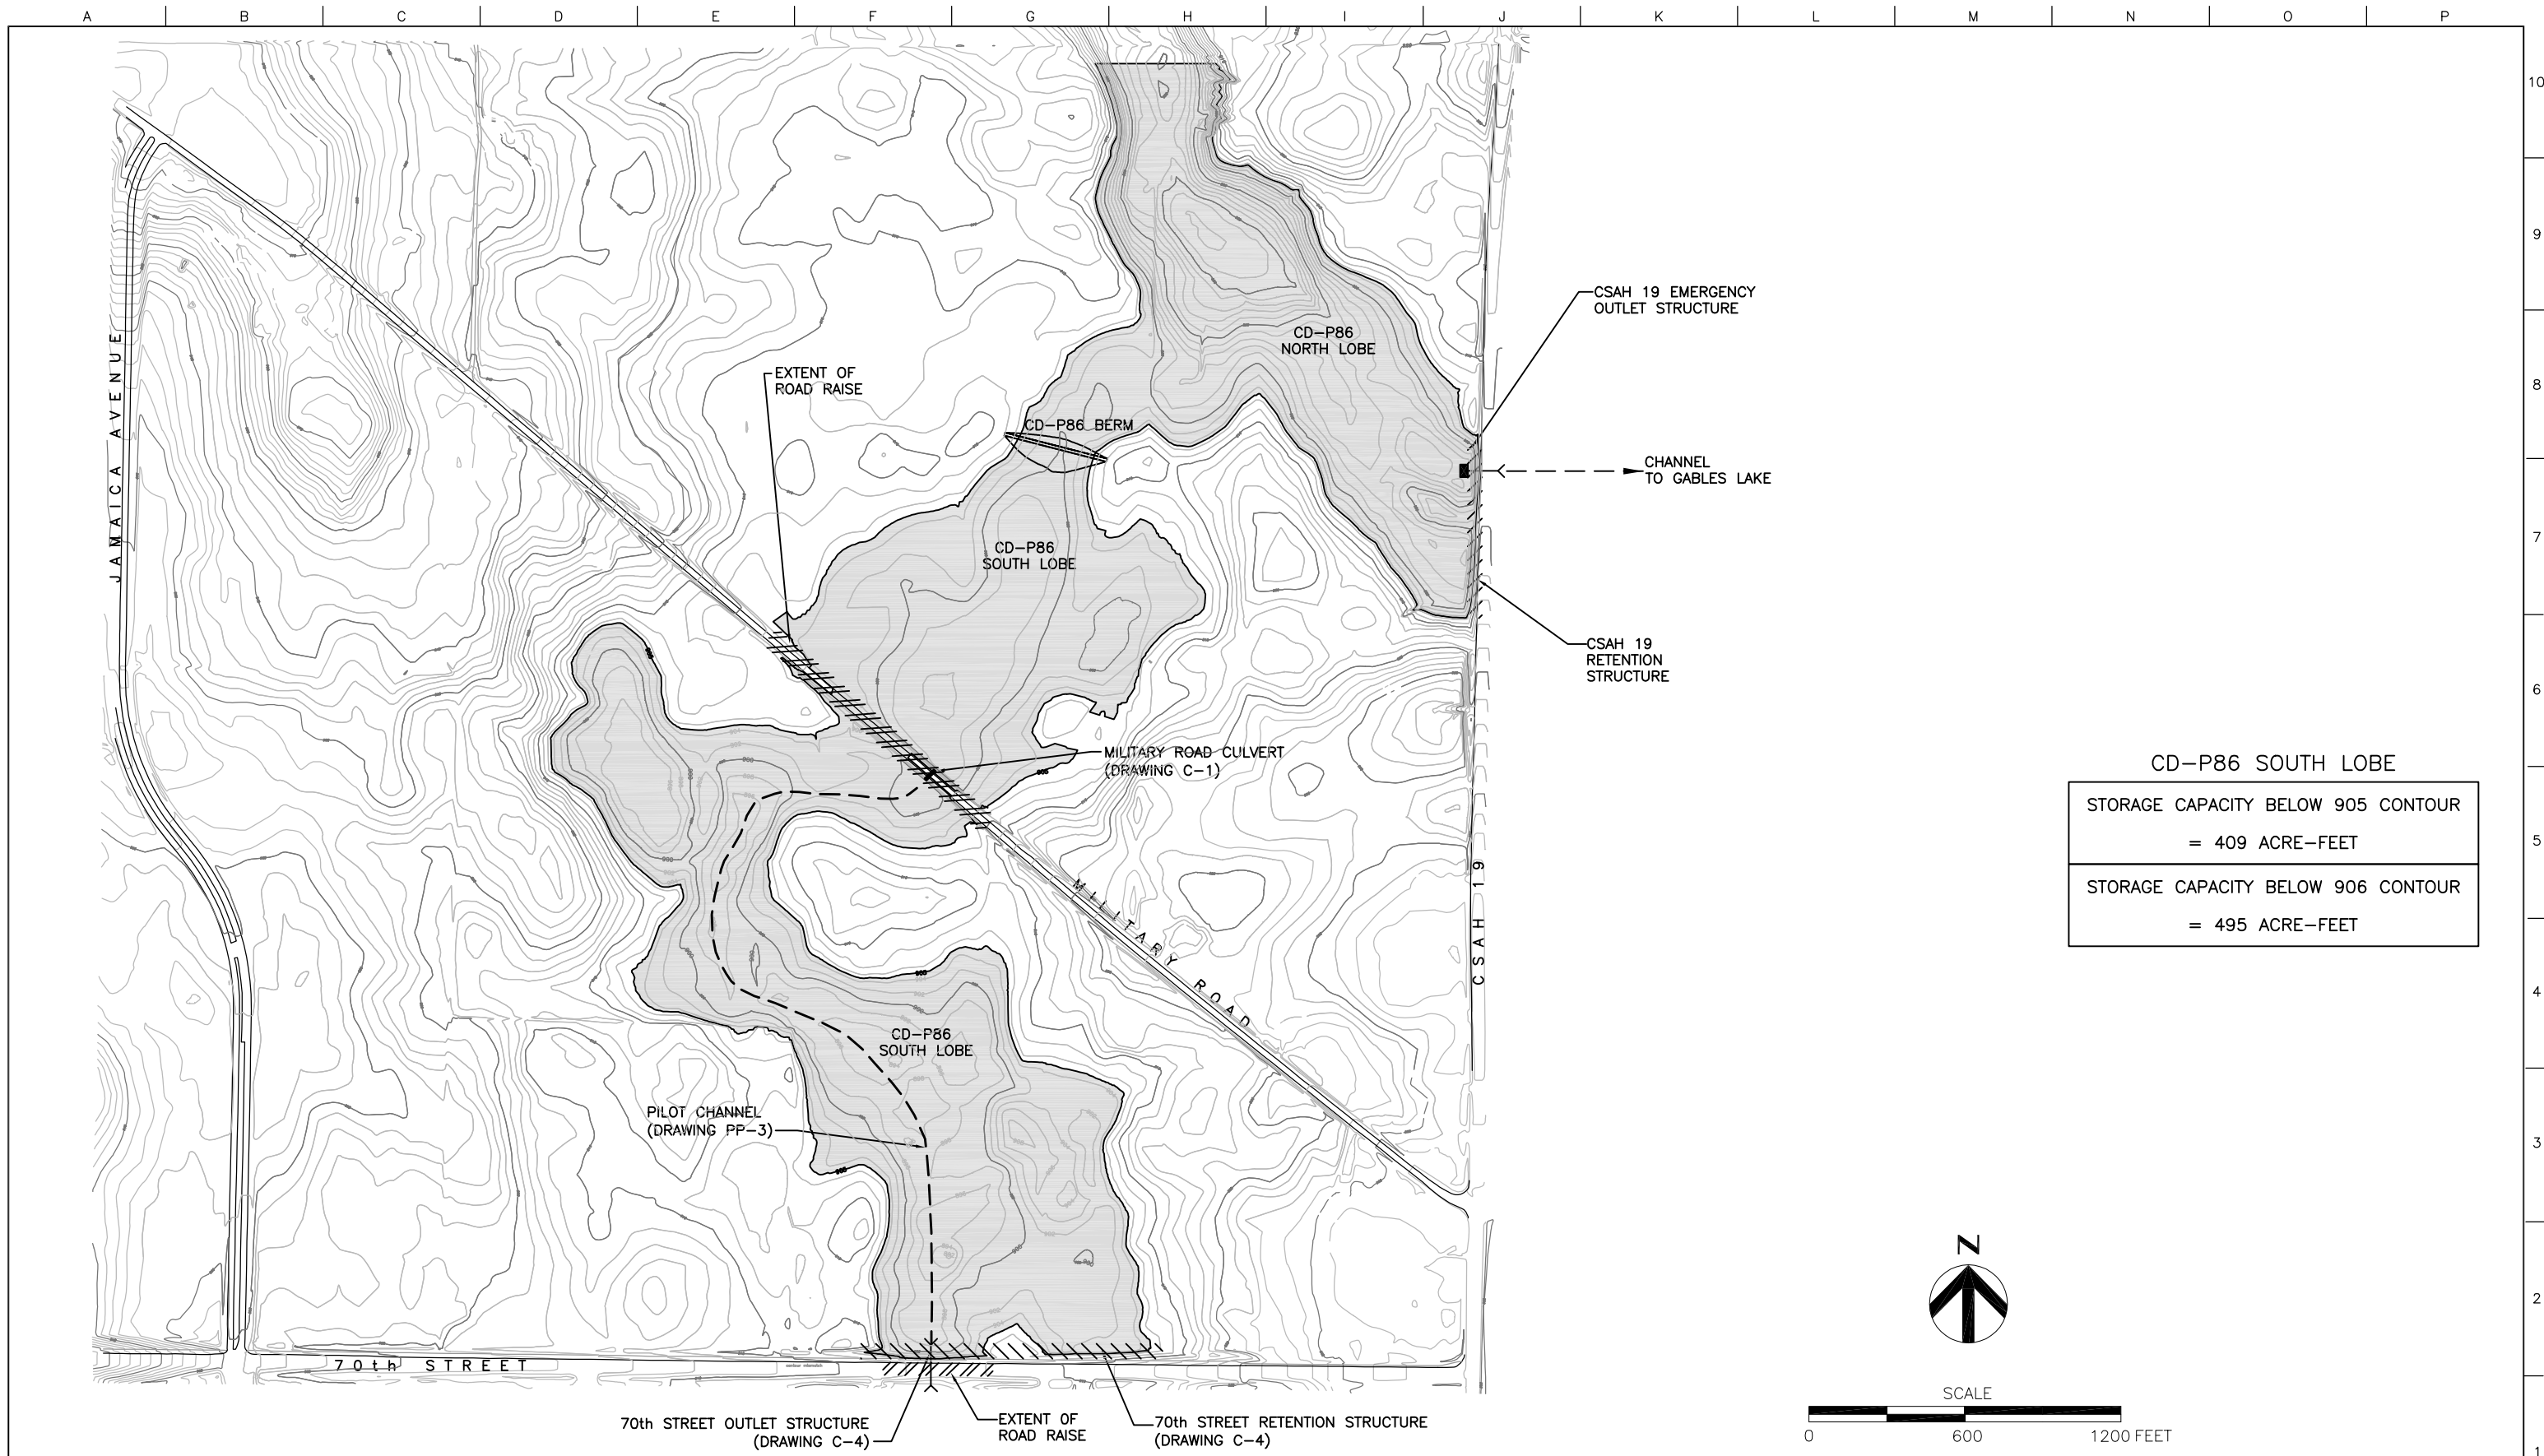 A B C D E F G H I J K L M N O P
10
9
8
7
6
5
4
3
2
1
CSAH 19 EMERGENCY
OUTLET STRUCTURE
CD-P86
NORTH LOBE
EXTENT OF
ROAD RAISE
CD-P86 BERM
CHANNEL
TO GABLES LAKE
JAMAICA AVENUE
CD-P86
SOUTH LOBE
CSAH 19
RETENTION
STRUCTURE
MILITARY ROAD CULVERT
(DRAWING C-1)
CD-P86 SOUTH LOBE
STORAGE CAPACITY BELOW 905 CONTOUR
= 409 ACRE-FEET
STORAGE CAPACITY BELOW 906 CONTOUR
= 495 ACRE-FEET
MILITARY ROAD
CSAH 19
CD-P86
SOUTH LOBE
PILOT CHANNEL
(DRAWING PP-3)
N
70th STREET
70th STREET OUTLET STRUCTURE
(DRAWING C-4)
EXTENT OF
ROAD RAISE
70th STREET RETENTION STRUCTURE
(DRAWING C-4)
SCALE
0 600 1200 FEET